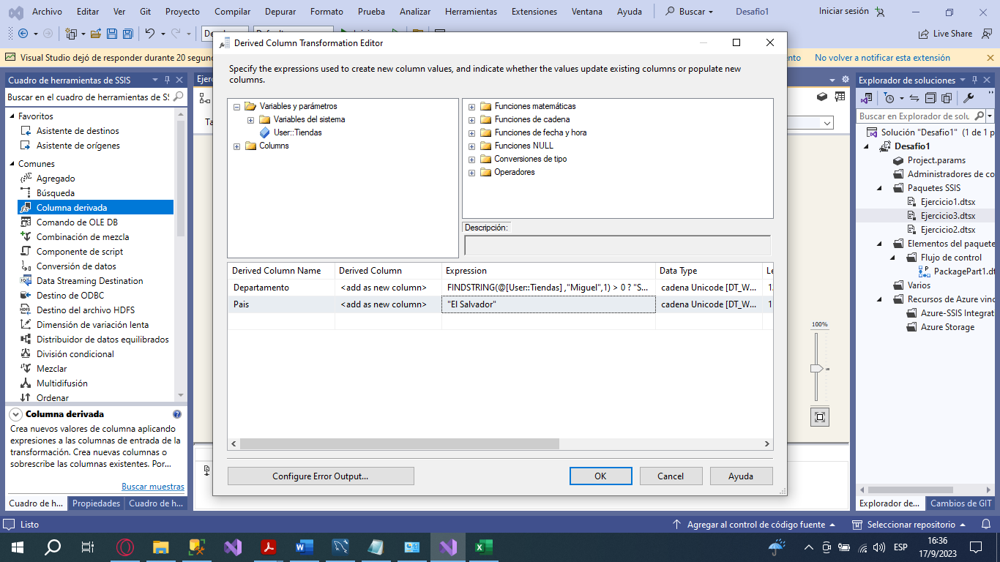 Archivo Editar Ver Git Proyecto Compilar Depurar Formato Prueba Analizar Herramientas Extensiones Ventana Ayuda Buscar Desafio1 Iniciar sesión
Live Share
Visual Studio dejó de responder durante 20 segun
No volver a notificar esta extensión
Derived Column Transformation Editor
Specify the expressions used to create new column values, and indicate whether the values update existing columns or populate new
columns.
Variables y parámetros
Variables del sistema
User::Tiendas
Columns
Funciones matemáticas
Funciones de cadena
Funciones de fecha y hora
Funciones NULL
Conversiones de tipo
Operadores
Descripción:
Derived Column Name Derived Column Expression Data Type Le
Departamento <add as new column> FINDSTRING(@[User::Tiendas] ,"Miguel",1) > 0 ? "S... cadena Unicode [DT_W...
Pais <add as new column> "El Salvador" cadena Unicode [DT_W...
Configure Error Output... OK Cancel Ayuda
Cuadro de herramientas de SSIS
Buscar en el cuadro de herramientas de SS
Favoritos
Asistente de destinos
Asistente de orígenes
Comunes
Agregado
Búsqueda
Columna derivada
Comando de OLE DB
Combinación de mezcla
Componente de script
Conversión de datos
Data Streaming Destination
Destino de ODBC
Destino del archivo HDFS
Dimensión de variación lenta
Distribuidor de datos equilibrados
División condicional
Mezclar
Multidifusión
Ordenar
Columna derivada
Crea nuevos valores de columna aplicando
expresiones a las columnas de entrada de la
transformación. Crea nuevas columnas o
sobrescribe las columnas existentes. Por...
Buscar muestras
Cuadro de h... Propiedades Cuadro de h...
100%
Explorador de soluciones
Buscar en Explorador de solu
Solución "Desafio1" (1 de 1 p
Desafio1
Project.params
Administradores de co
Paquetes SSIS
Ejercicio1.dtsx
Ejercicio3.dtsx
Ejercicio2.dtsx
Elementos del paquete
Flujo de control
PackagePart1.dt
Varios
Recursos de Azure vinc
Azure-SSIS Integrat
Azure Storage
Explorador de... Cambios de GIT
Listo Agregar al control de código fuente Seleccionar repositorio
ESP
16:36
17/9/2023